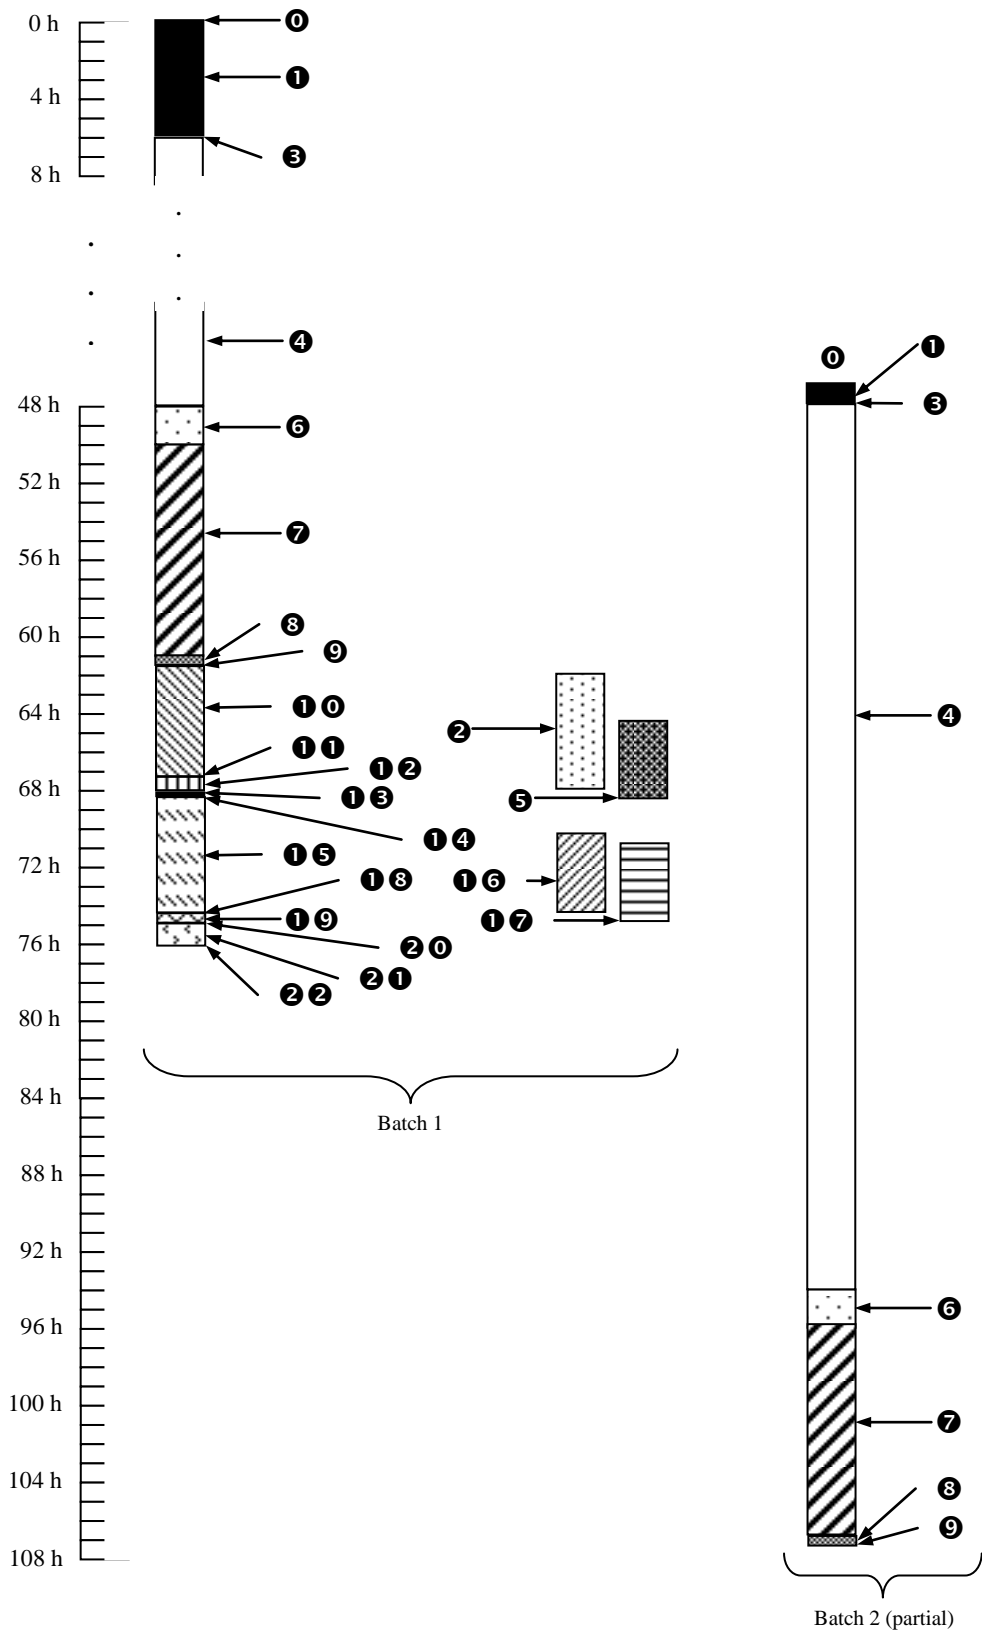 0 h
⓿
❶
4 h
❸
8 h
❹
⓿
❶
❸
48 h
❻
52 h
❼
56 h
60 h
❽
❾
64 h
❶⓿
❷
❹
❶❶
❶❷
68 h
❶❸
❺
❶❹
72 h
❶❺
❶❽
❶❻
❶❾
❶❼
76 h
❷⓿
❷❶
❷❷
80 h
84 h
Batch 1
88 h
92 h
96 h
❻
100 h
❼
104 h
❽
❾
108 h
Batch 2 (partial)